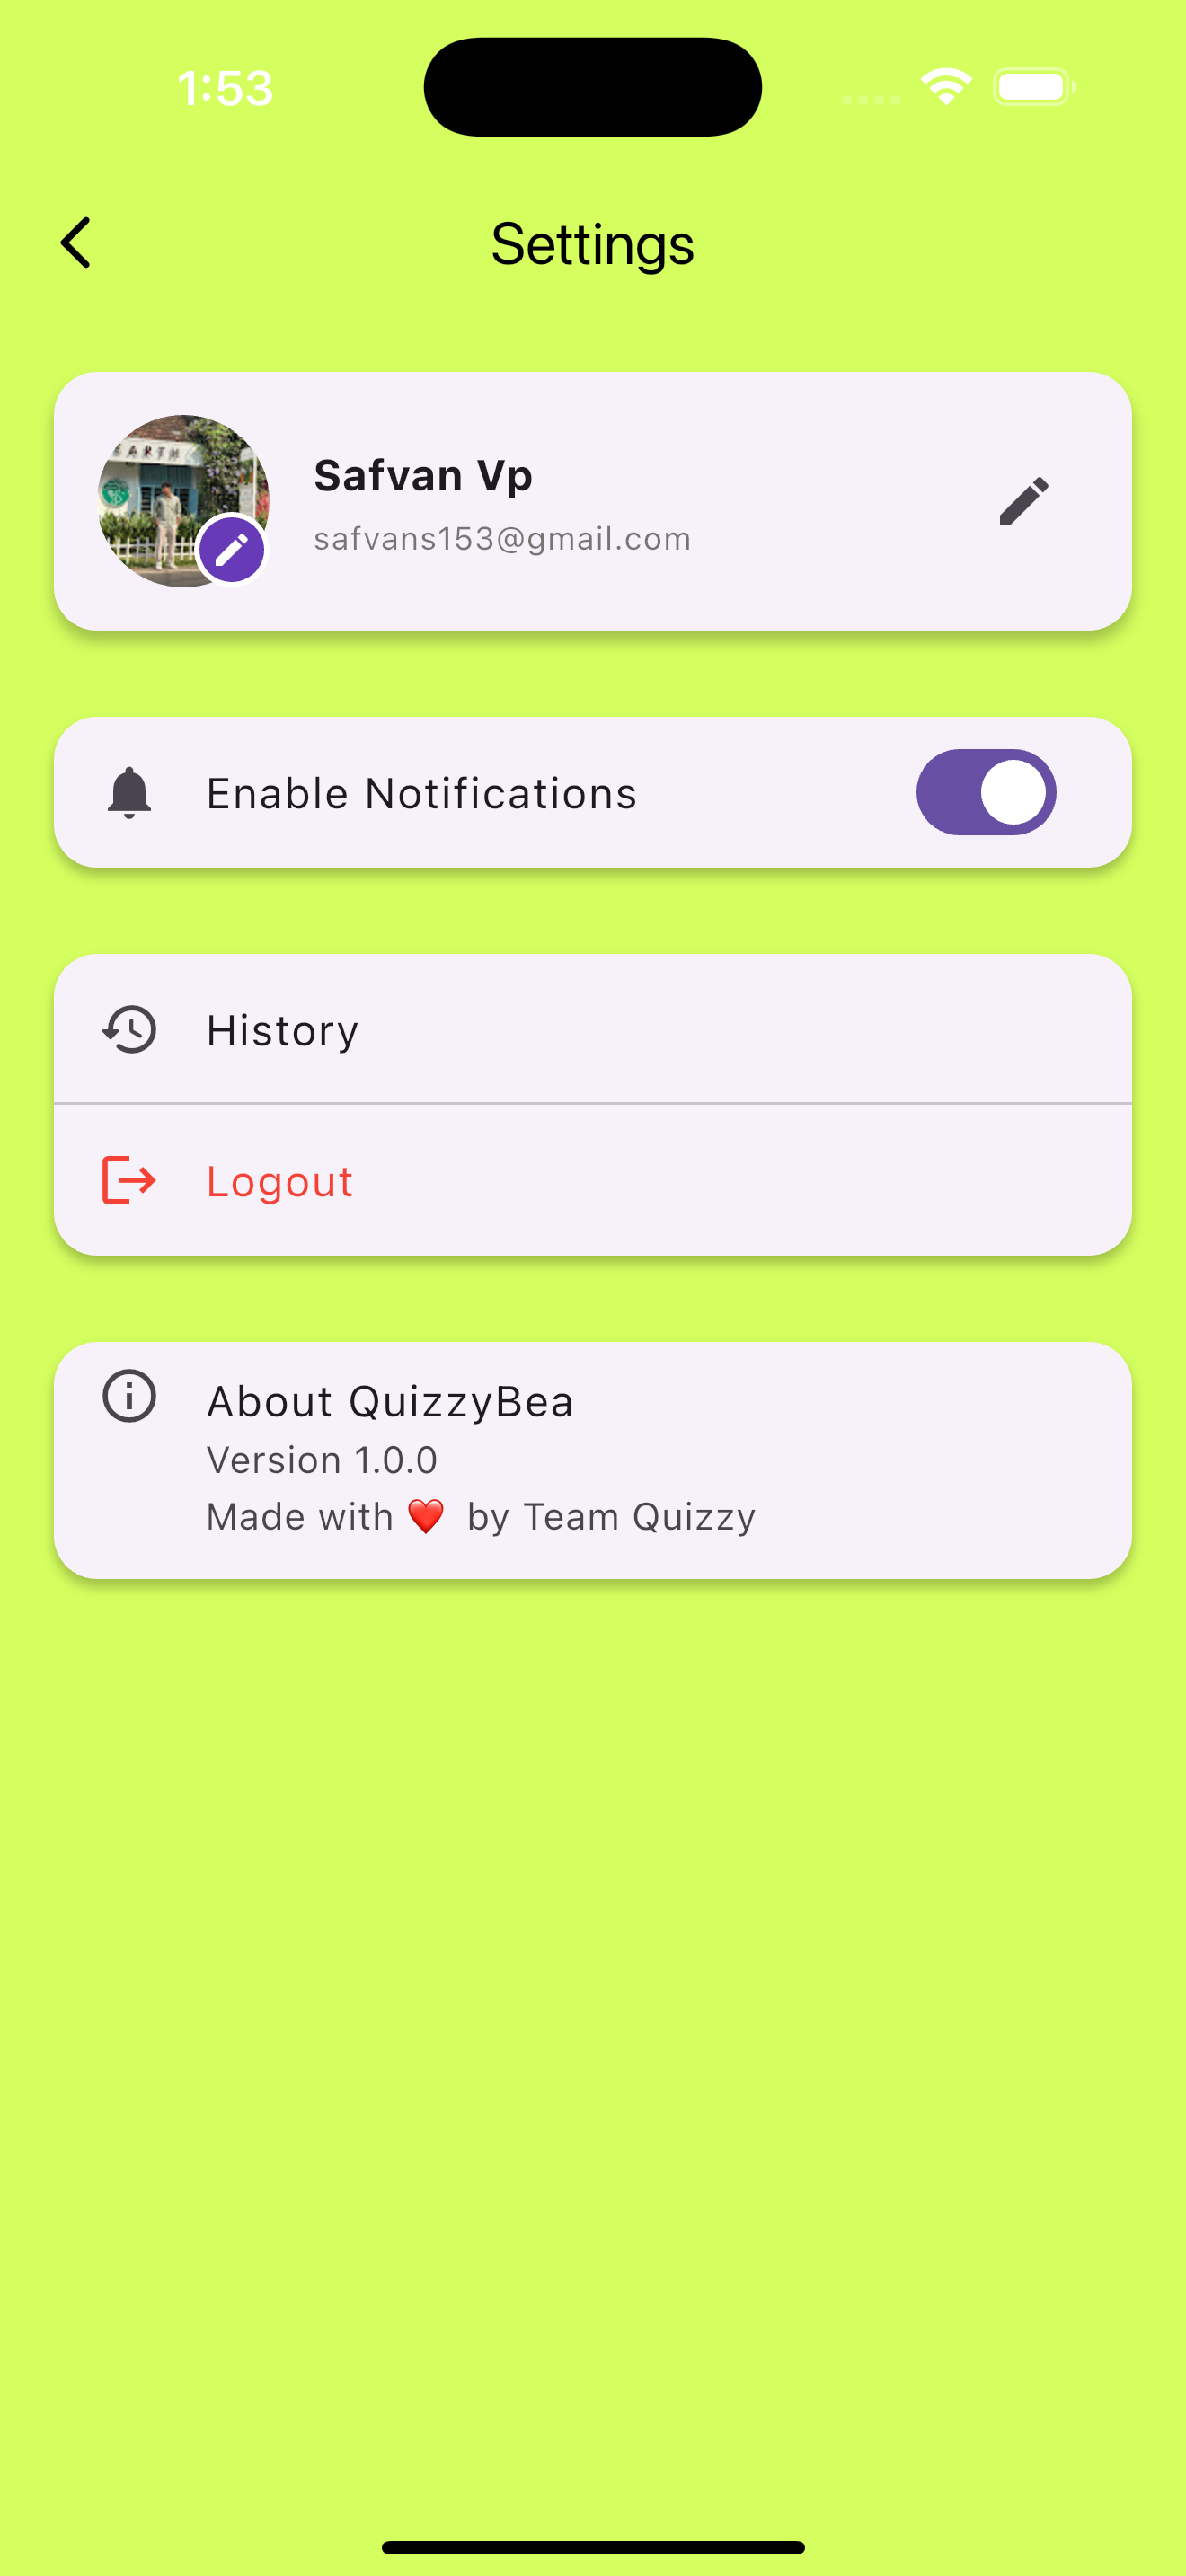 1:53
Settings
EARTH
Safvan Vp
safvans153@gmail.com
Enable Notifications
History
Logout
About QuizzyBea
Version 1.0.0
Made with ❤️ by Team Quizzy